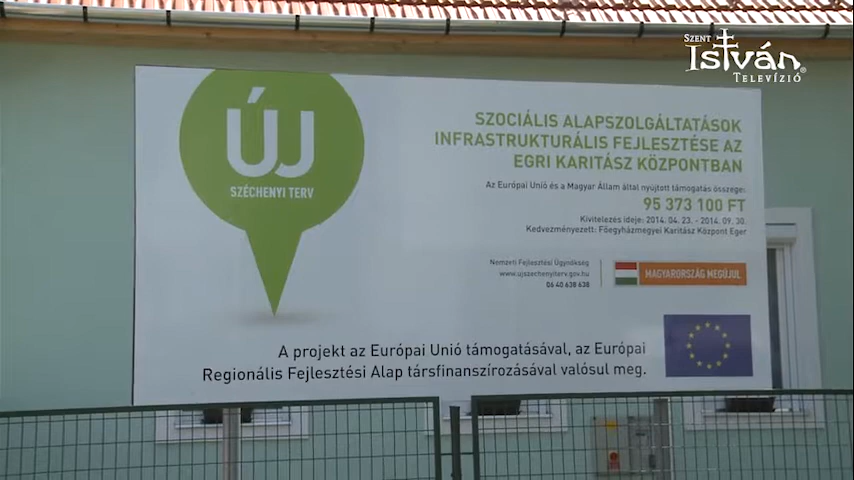 SZENT
ISTVÁN
TELEVÍZIÓ
ÚJ
SZÉCHENYI TERV
SZOCIÁLIS ALAPSZOLGÁLTATÁSOK
INFRASTRUKTURÁLIS FEJLESZTÉSE AZ
EGRI KARITÁSZ KÖZPONTBAN
Az Európai Unió és a Magyar Állam által nyújtott támogatás összege:
95 373 100 FT
Kivitelezés ideje: 2014. 04. 23. - 2014. 09. 30.
Kedvezményezett: Főegyházmegyei Karitász Központ Eger
Nemzeti Fejlesztési Ügynökség
www.ujszechenyiterv.gov.hu
06 40 638 638
MAGYARORSZÁG MEGÚJUL
A projekt az Európai Unió támogatásával, az Európai
Regionális Fejlesztési Alap társfinanszírozásával valósul meg.